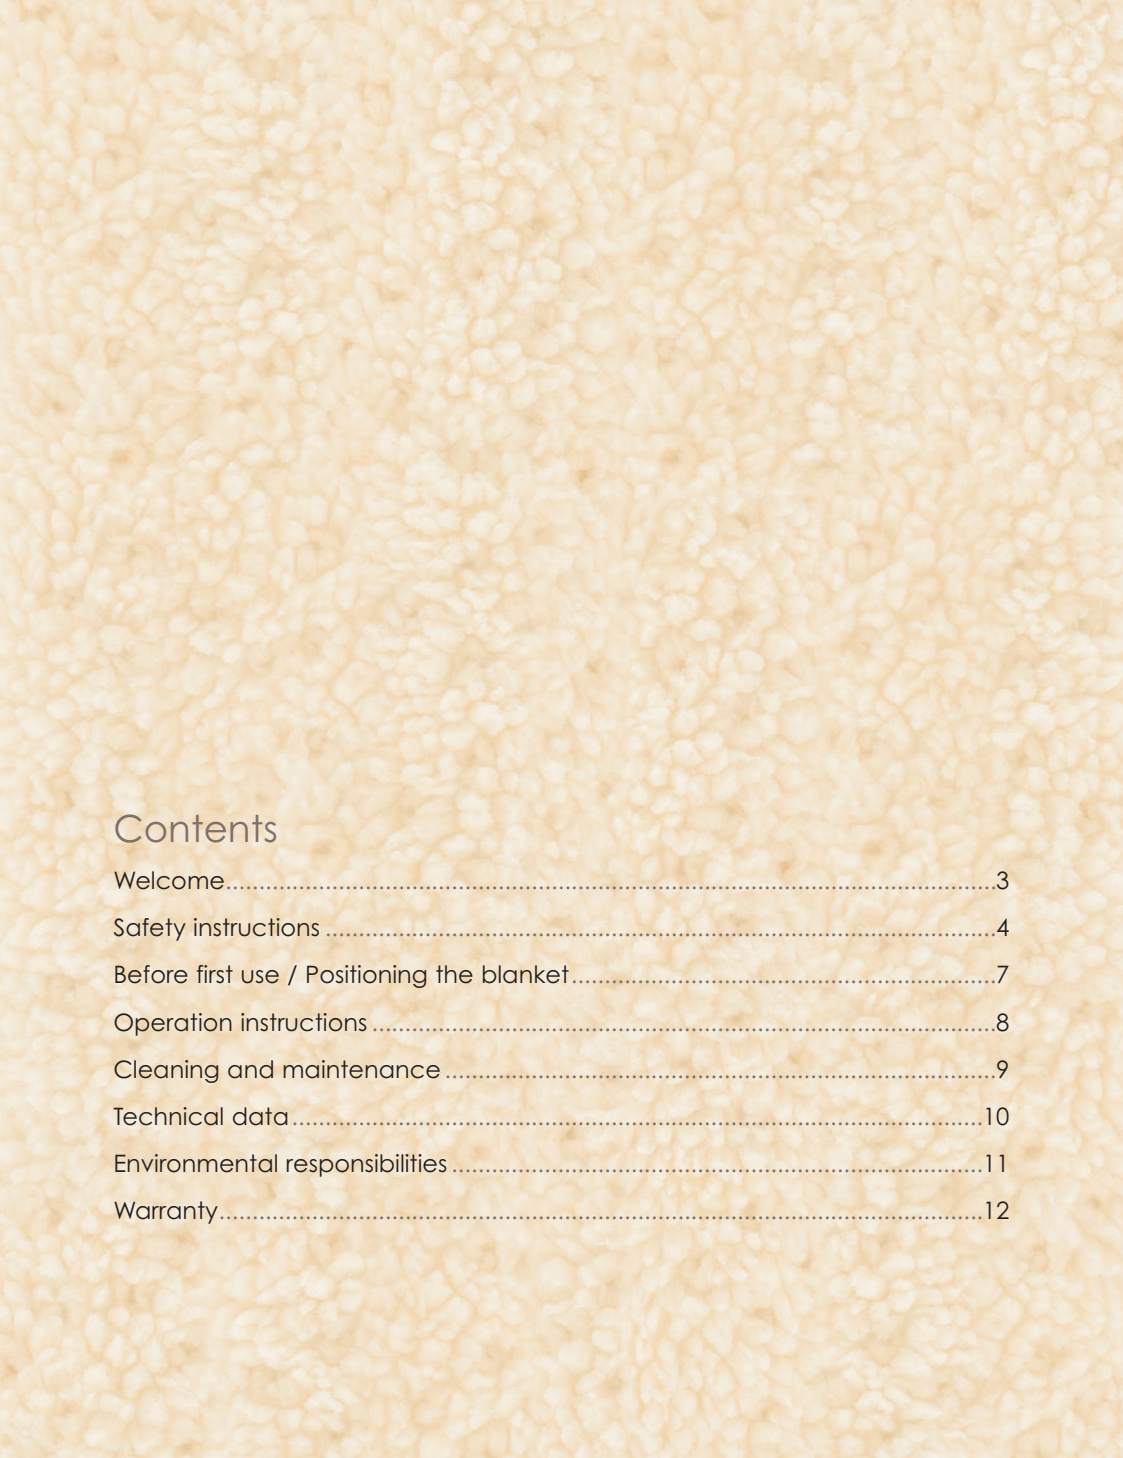 Contents
Welcome....................................................................................................................3
Safety instructions .....................................................................................................4
Before first use / Positioning the blanket................................................................7
Operation instructions ..............................................................................................8
Cleaning and maintenance ...................................................................................9
Technical data........................................................................................................10
Environmental responsibilities ................................................................................11
Warranty...................................................................................................................12